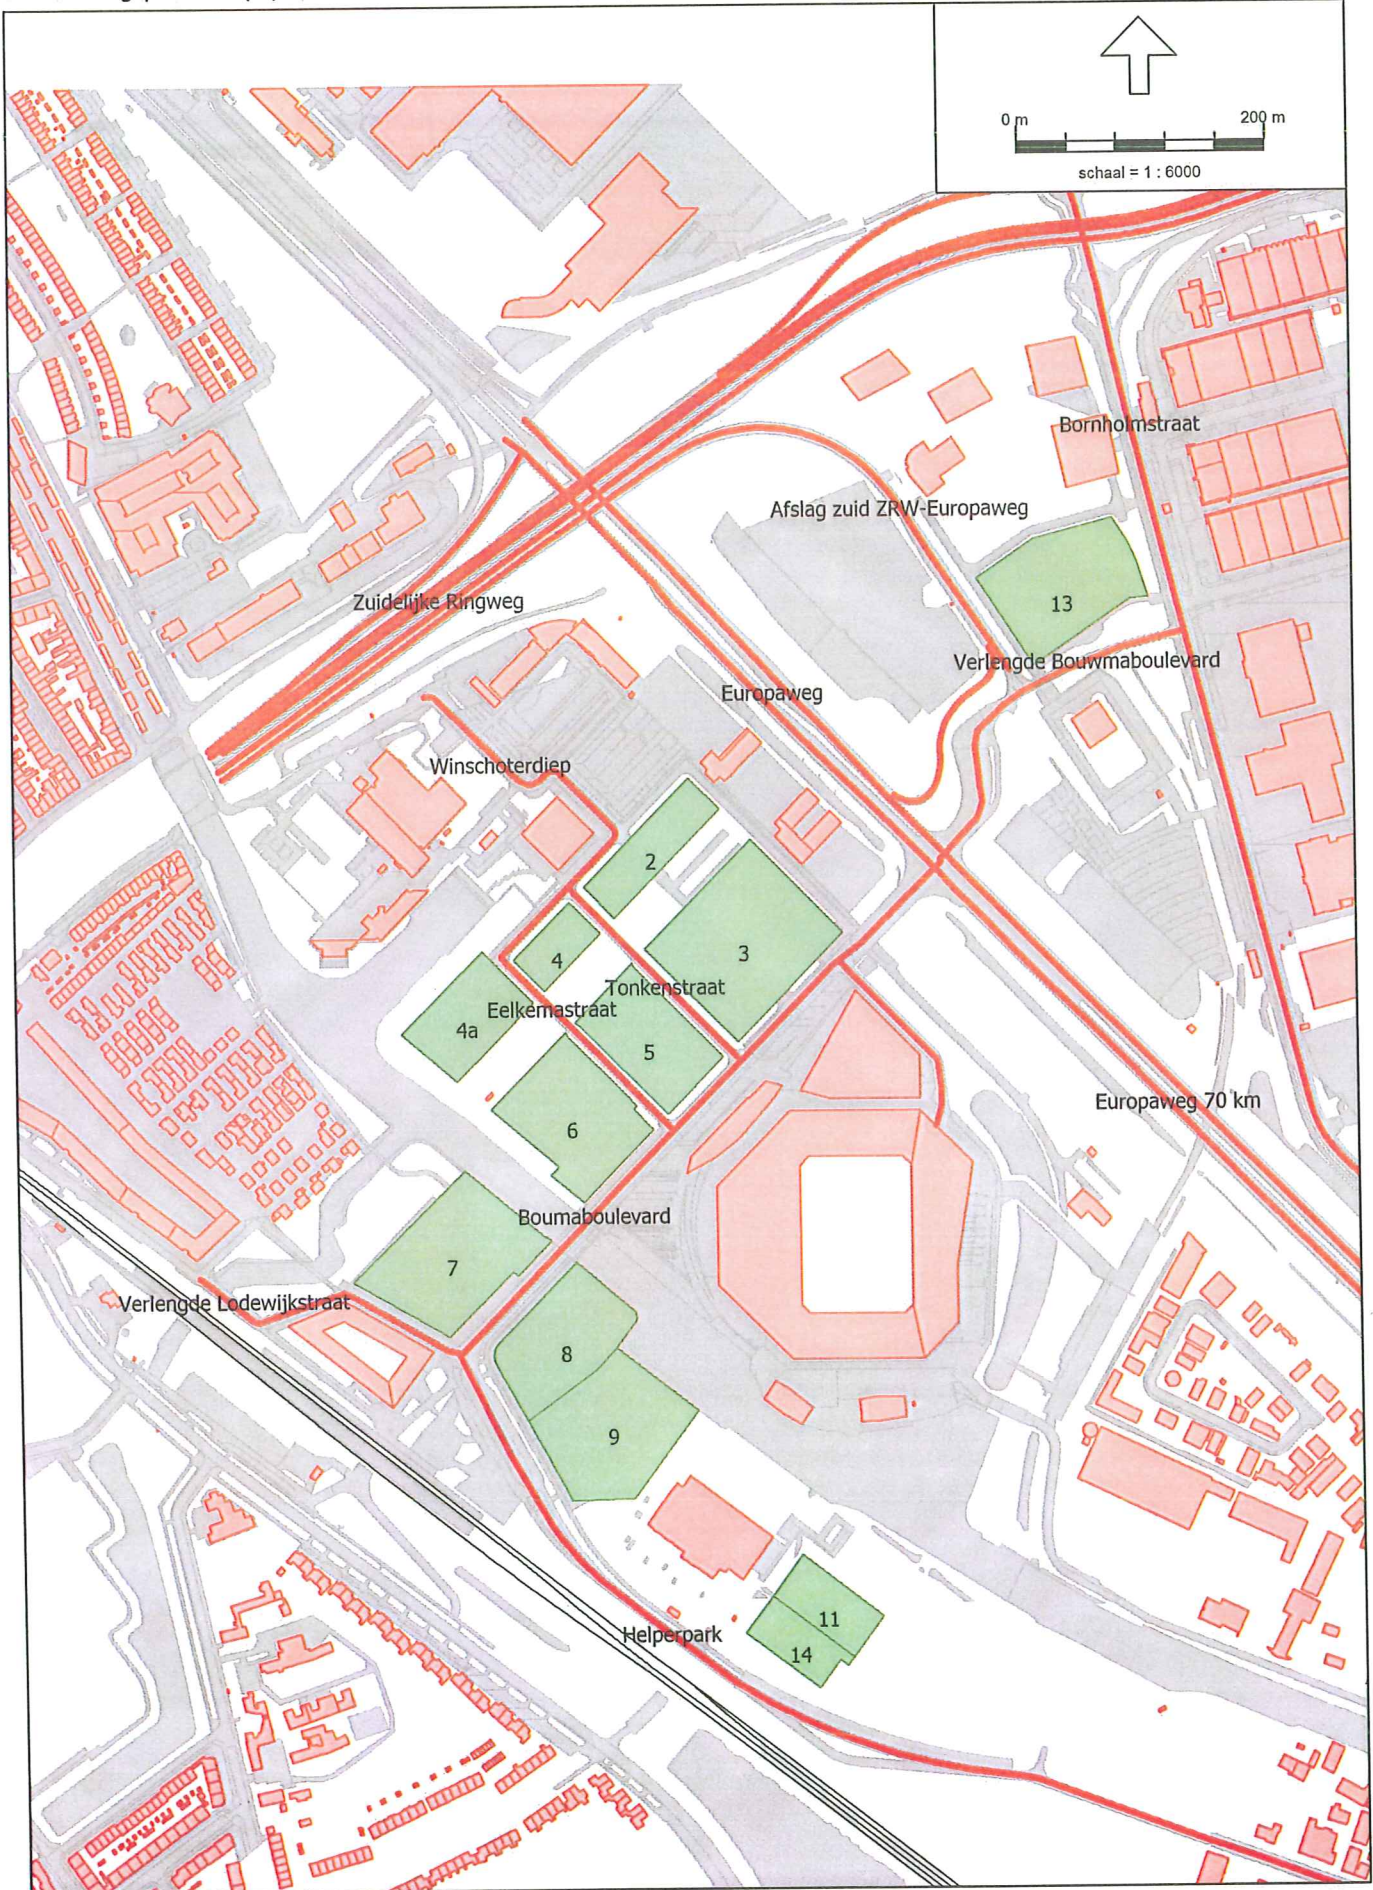 0 m
200 m
schaal = 1 : 6000
Bornholmstraat
Afslag zuid ZRW-Europaweg
Zuidelijke Ringweg
13
Verlengde Bouwmaboulevard
Europaweg
Winschoterdiep
2
3
4
Tonkenstraat
Eelkemastraat
4a
5
Europaweg 70 km
6
Boumaboulevard
7
Verlengde Lodewijkstraat
8
9
11
Helperpark
14